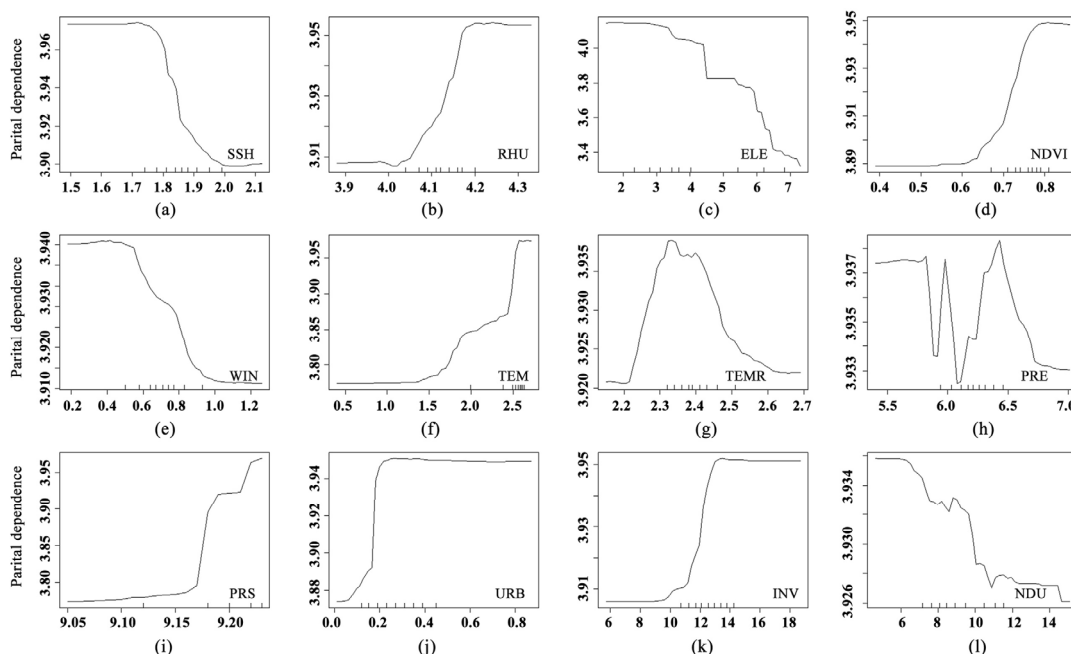 Parital dependence
3.90 3.92 3.94 3.96
SSH
1.5 1.6 1.7 1.8 1.9 2.0 2.1
(a)
3.91 3.93 3.95
RHU
3.9 4.0 4.1 4.2 4.3
(b)
3.4 3.6 3.8 4.0
ELE
2 3 4 5 6 7
(c)
3.89 3.91 3.93 3.95
NDVI
0.4 0.5 0.6 0.7 0.8
(d)
3.910 3.920 3.930 3.940
WIN
0.2 0.4 0.6 0.8 1.0 1.2
(e)
3.80 3.85 3.90 3.95
TEM
0.5 1.0 1.5 2.0 2.5
(f)
3.920 3.925 3.930 3.935
TEMR
2.2 2.3 2.4 2.5 2.6 2.7
(g)
3.933 3.935 3.937
PRE
5.5 6.0 6.5 7.0
(h)
Parital dependence
3.80 3.85 3.90 3.95
PRS
9.05 9.10 9.15 9.20
(i)
3.88 3.90 3.92 3.94
URB
0.0 0.2 0.4 0.6 0.8
(j)
3.91 3.93 3.95
INV
6 8 10 12 14 16 18
(k)
3.926 3.930 3.934
NDU
6 8 10 12 14
(l)